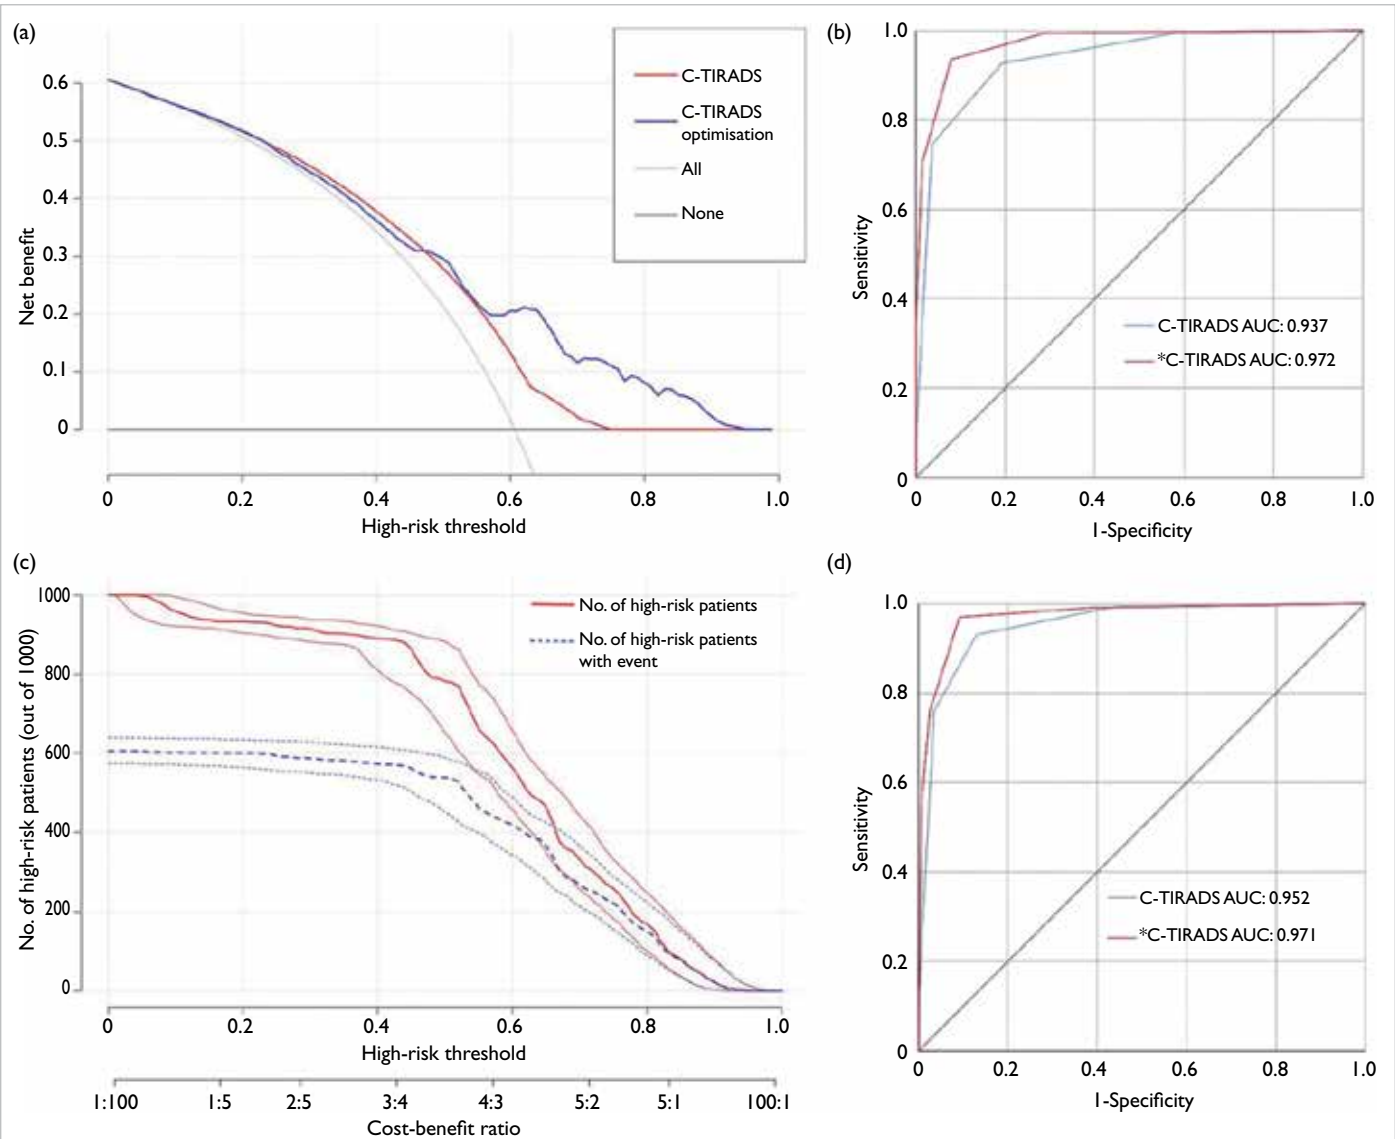 (a)
C-TIRADS
C-TIRADS
optimisation
All
None
0.6
0.5
0.4
0.3
0.2
0.1
0
Net benefit
0
0.2
0.4
0.6
0.8
1.0
High-risk threshold
(b)
1.0
0.8
0.6
0.4
0.2
0
Sensitivity
C-TIRADS AUC: 0.937
*C-TIRADS AUC: 0.972
0
0.2
0.4
0.6
0.8
1.0
1-Specificity
(c)
No. of high-risk patients
No. of high-risk patients
with event
1000
800
600
400
200
0
No. of high-risk patients (out of 1000)
0
0.2
0.4
0.6
0.8
1.0
High-risk threshold
1:100
1:5
2:5
3:4
4:3
5:2
5:1
100:1
Cost-benefit ratio
(d)
1.0
0.8
0.6
0.4
0.2
0
Sensitivity
C-TIRADS AUC: 0.952
*C-TIRADS AUC: 0.971
0
0.2
0.4
0.6
0.8
1.0
1-Specificity